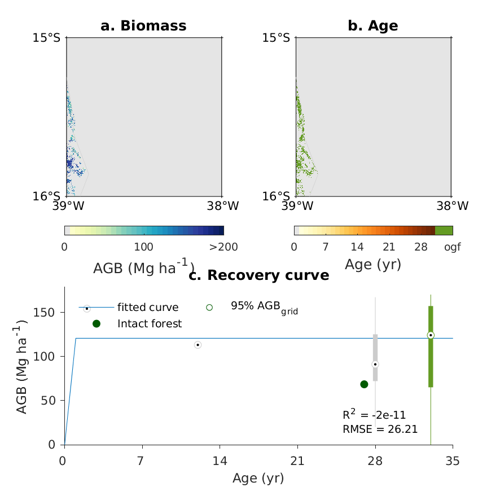 a. Biomass
b. Age
15°S
15°S
16°S
16°S
39°W
38°W
39°W
38°W
0
100
>200
0
7
14
21
28
ogf
AGB (Mg ha⁻¹)
Age (yr)
c. Recovery curve
fitted curve
95% AGB_grid
Intact forest
AGB (Mg ha⁻¹)
150
100
50
0
R² = -2e-11
RMSE = 26.21
0
7
14
21
28
35
Age (yr)